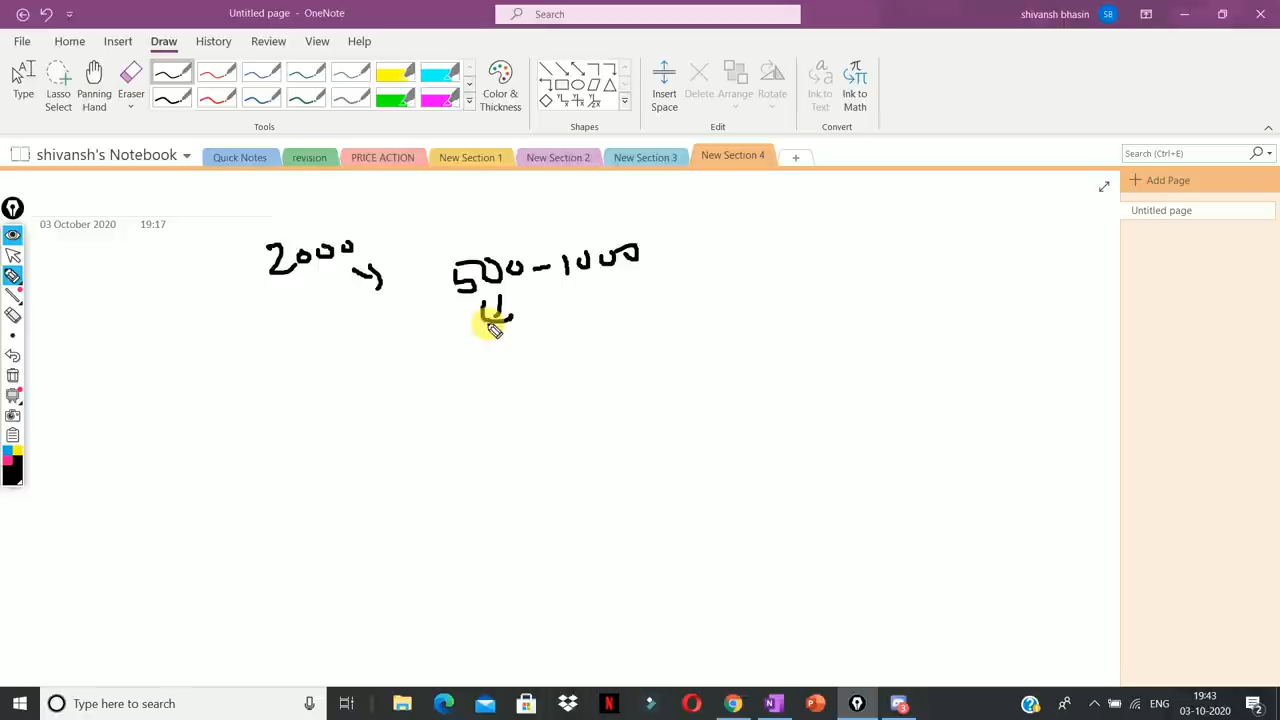 Untitled page - OneNote
Search
shivansh bhasin SB
File Home Insert Draw History Review View Help
Type
Lasso Select
Panning Hand
Eraser
Color & Thickness
Insert Space
Delete
Arrange
Rotate
Ink to Text
Ink to Math
Tools Shapes Edit Convert
shivansh's Notebook
Quick Notes revision PRICE ACTION New Section 1 New Section 2 New Section 3 New Section 4
Search (Ctrl+E)
Add Page
Untitled page
03 October 2020 19:17
2000 500-1000
Type here to search
ENG
19:43
03-10-2020